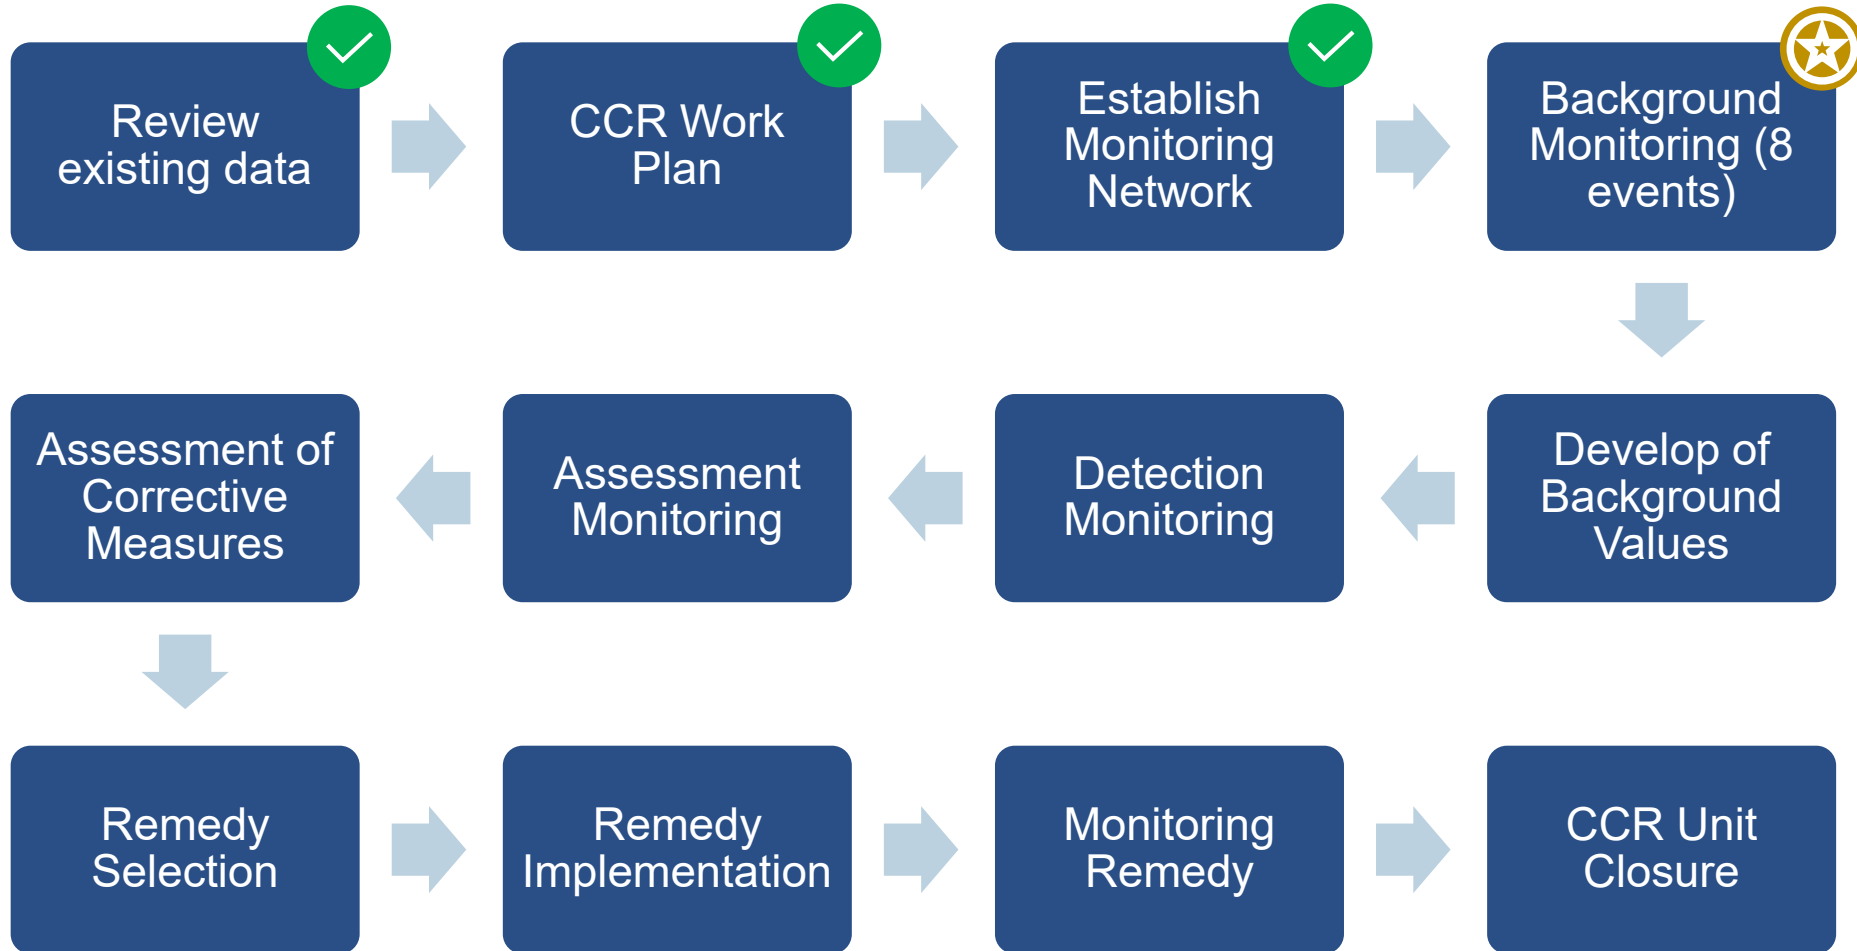 Review
existing data
CCR Work
Plan
Establish
Monitoring
Network
Background
Monitoring (8
events)
Develop of
Background
Values
Detection
Monitoring
Assessment
Monitoring
Assessment of
Corrective
Measures
Remedy
Selection
Remedy
Implementation
Monitoring
Remedy
CCR Unit
Closure